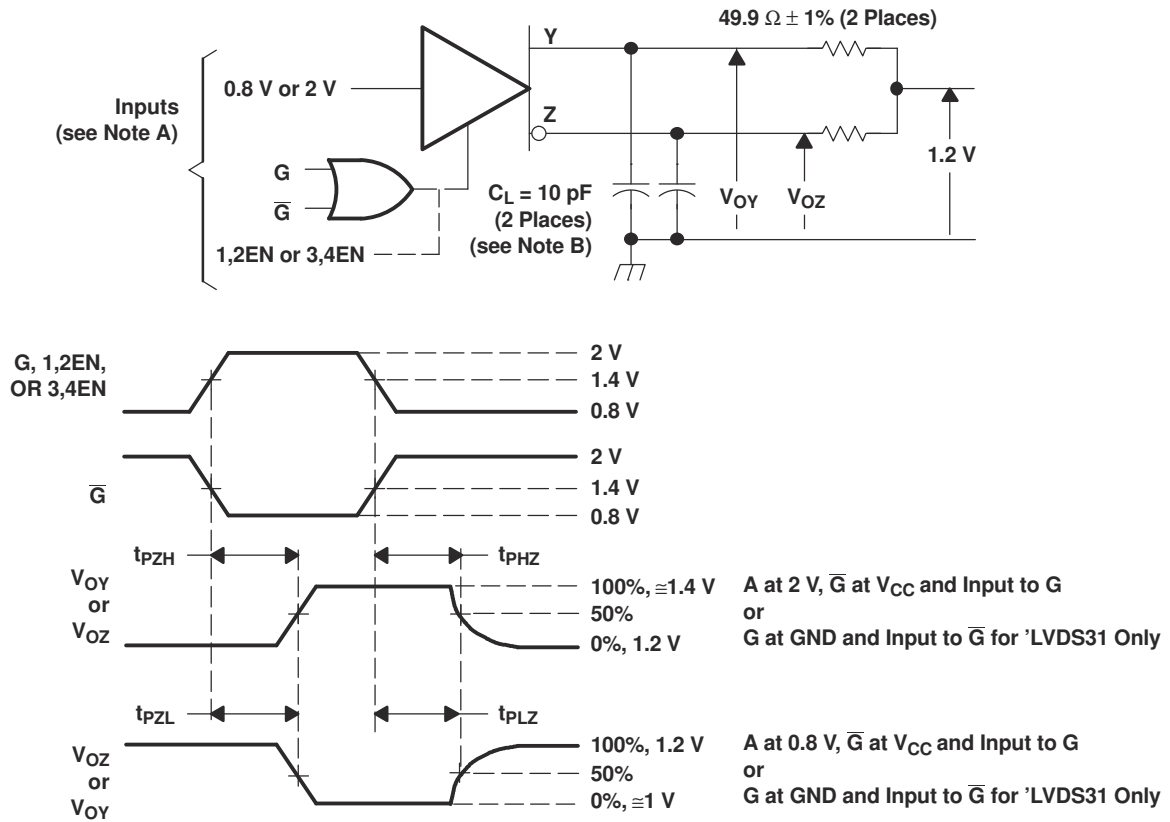 49.9 Ω ± 1% (2 Places)
Y
0.8 V or 2 V
Inputs
(see Note A)
Z
1.2 V
G
G̅
C_L = 10 pF
(2 Places)
(see Note B)
V_OY
V_OZ
1,2EN or 3,4EN
G, 1,2EN,
OR 3,4EN
2 V
1.4 V
0.8 V
G̅
2 V
1.4 V
0.8 V
t_PZH
t_PHZ
V_OY
or
V_OZ
100%, ≅1.4 V
50%
0%, 1.2 V
A at 2 V, G̅ at V_CC and Input to G
or
G at GND and Input to G̅ for 'LVDS31 Only
t_PZL
t_PLZ
V_OZ
or
V_OY
100%, 1.2 V
50%
0%, ≅1 V
A at 0.8 V, G̅ at V_CC and Input to G
or
G at GND and Input to G̅ for 'LVDS31 Only